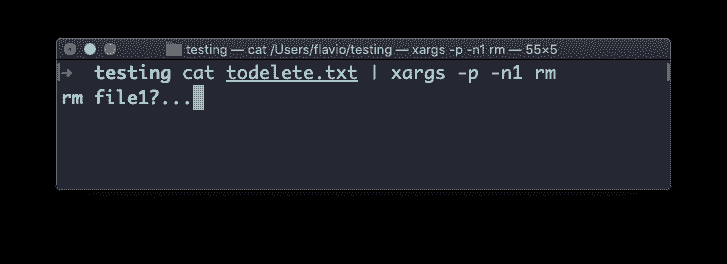 testing — cat /Users/flavio/testing — xargs -p -n1 rm — 55×5
→ testing cat todelete.txt | xargs -p -n1 rm
rm file1?...